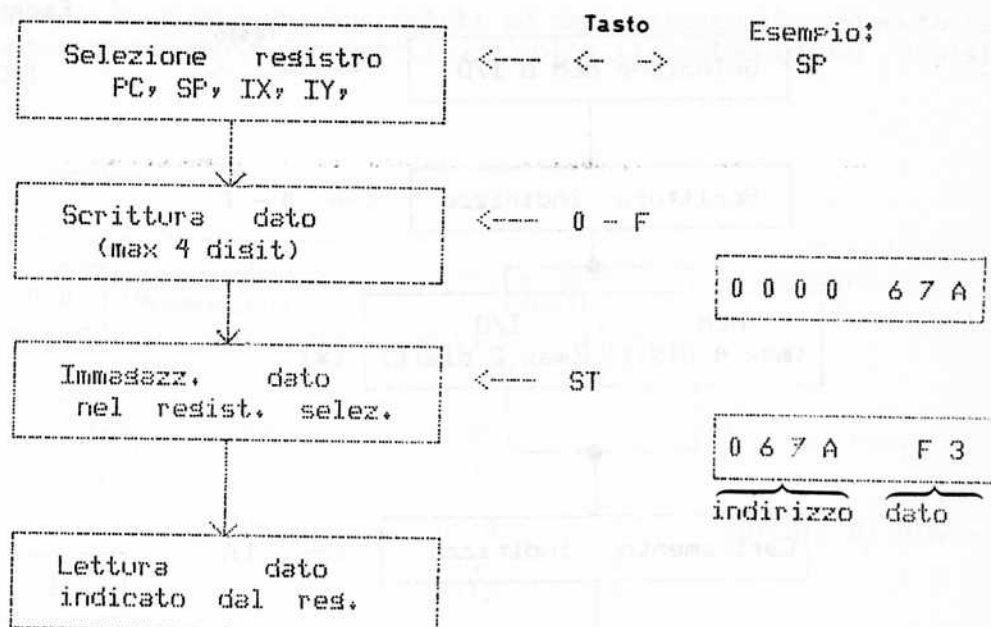 Tasto
Esempio:
Selezione registro
PC, SP, IX, IY,
<---- <- -> 
SP
Scrittura dato
(max 4 digit)
<---- 0 - F
0 0 0 0 6 7 A
Immagazz. dato
nel regist. selez.
<---- ST
0 6 7 A F 3
indirizzo dato
Lettura dato
indicato dal reg.